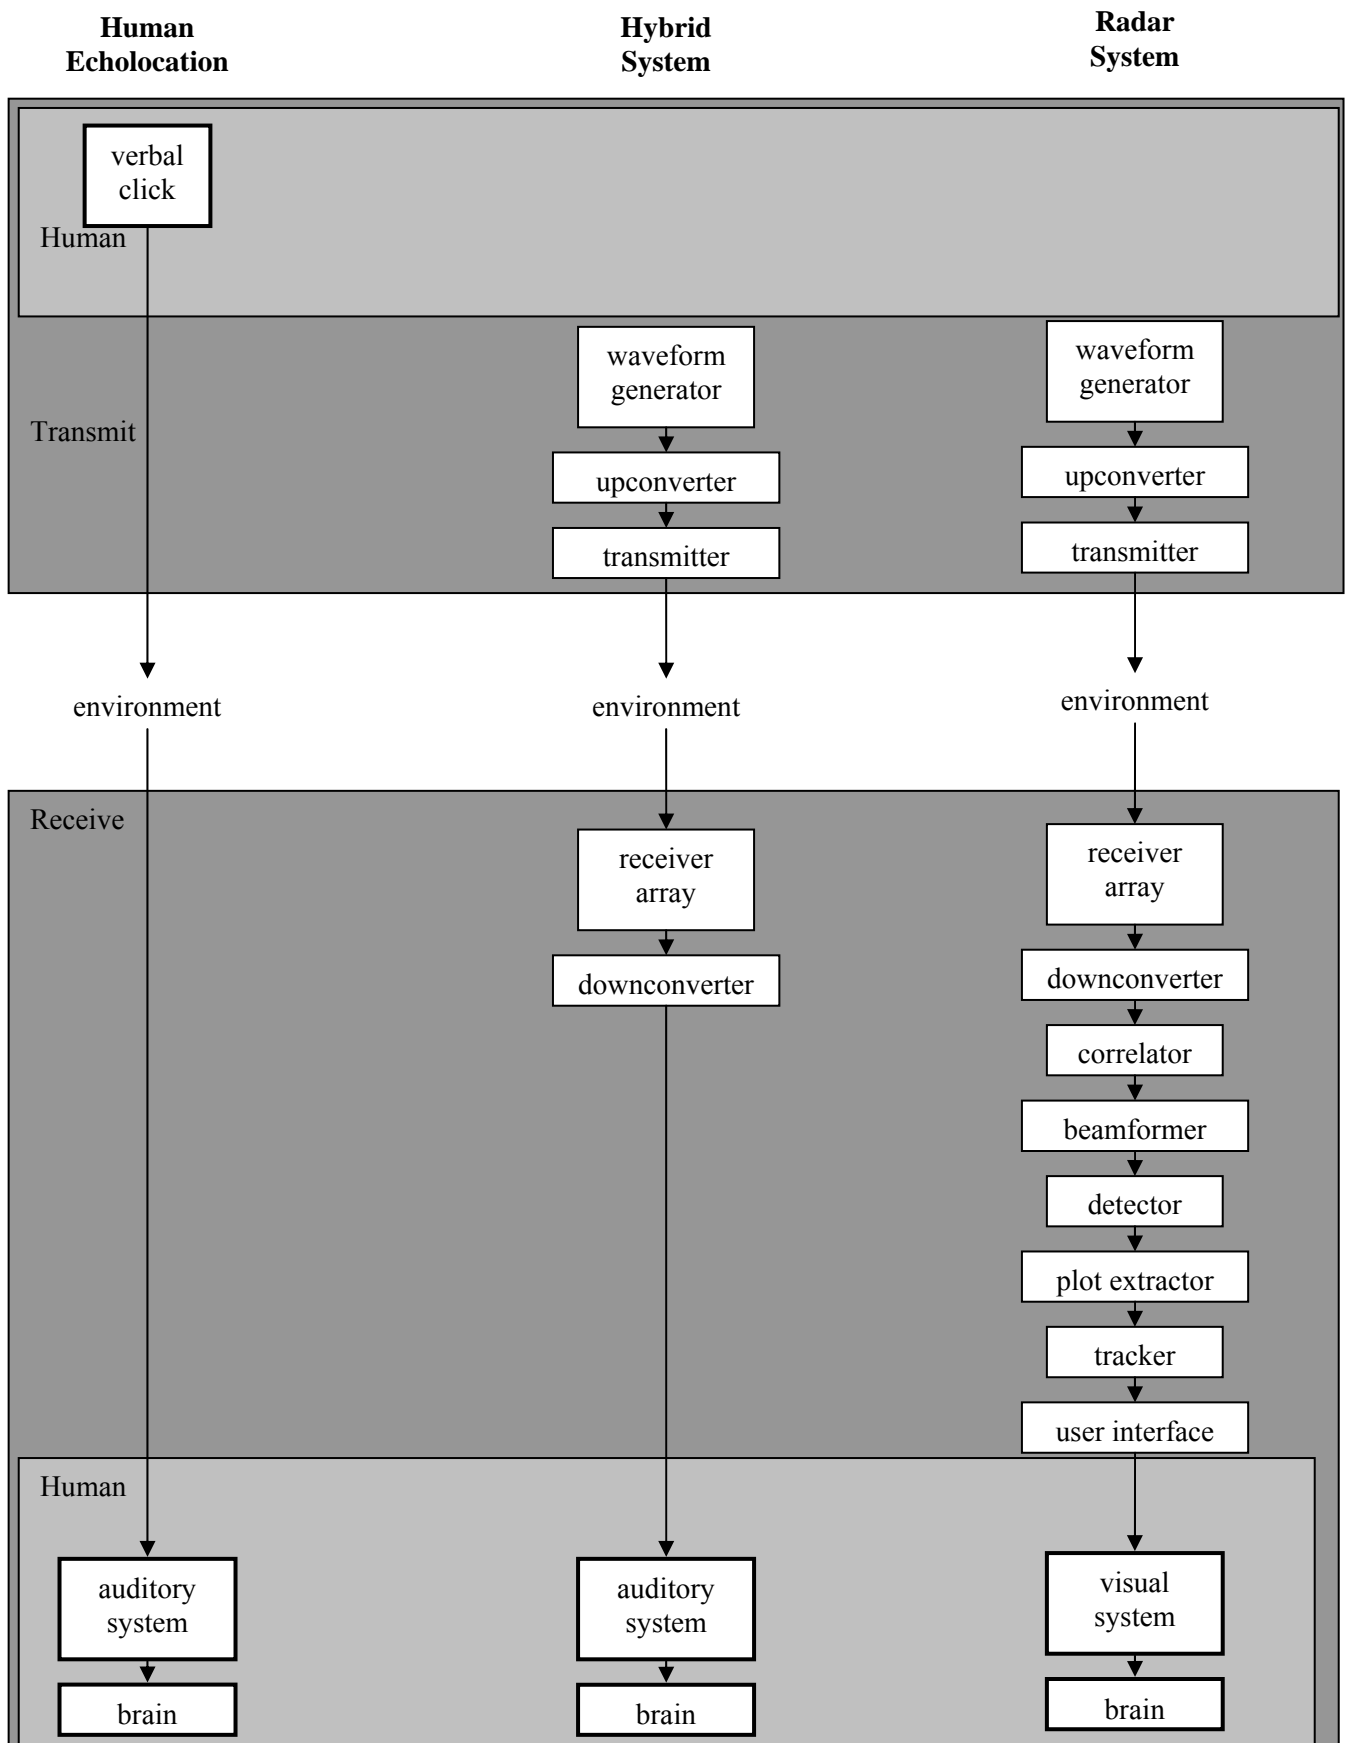 Human
Echolocation
Hybrid
System
Radar
System
verbal
click
Human
waveform
generator
waveform
generator
Transmit
upconverter
upconverter
transmitter
transmitter
environment
environment
environment
Receive
receiver
array
receiver
array
downconverter
downconverter
correlator
beamformer
detector
plot extractor
tracker
user interface
Human
auditory
system
auditory
system
visual
system
brain
brain
brain